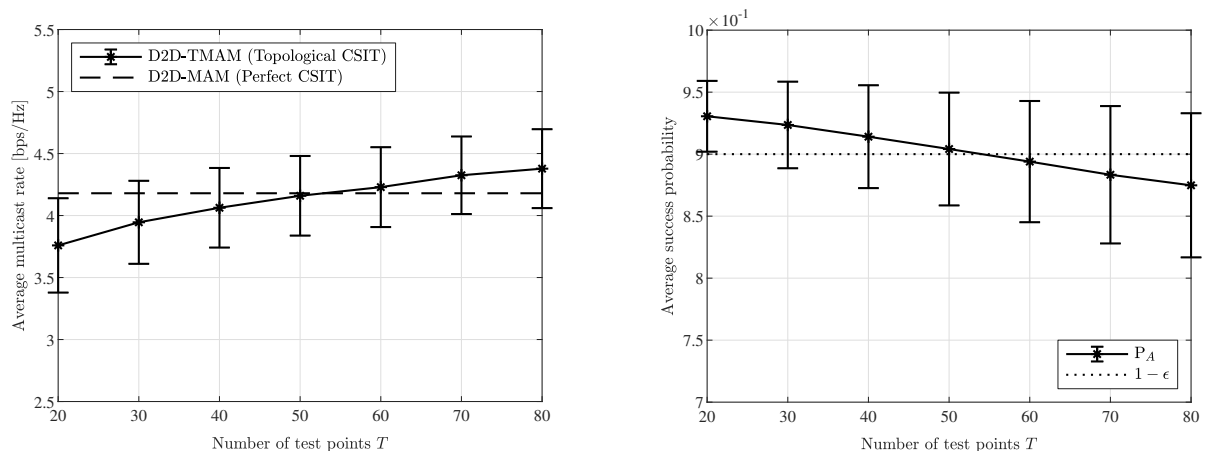 5.5
5
4.5
4
3.5
3
2.5
Average multicast rate [bps/Hz]
D2D-TMAM (Topological CSIT)
D2D-MAM (Perfect CSIT)
20 30 40 50 60 70 80
Number of test points T
10 ×10⁻¹
9.5
9
8.5
8
7.5
7
Average success probability
P_A
1 − ϵ
20 30 40 50 60 70 80
Number of test points T